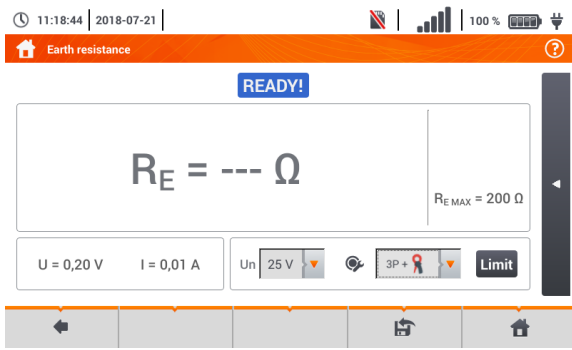 11:18:44 2018-07-21 100 %
Earth resistance ?
READY!
RE = --- Ω
RE MAX = 200 Ω
U = 0,20 V I = 0,01 A Un 25 V 3P + Limit